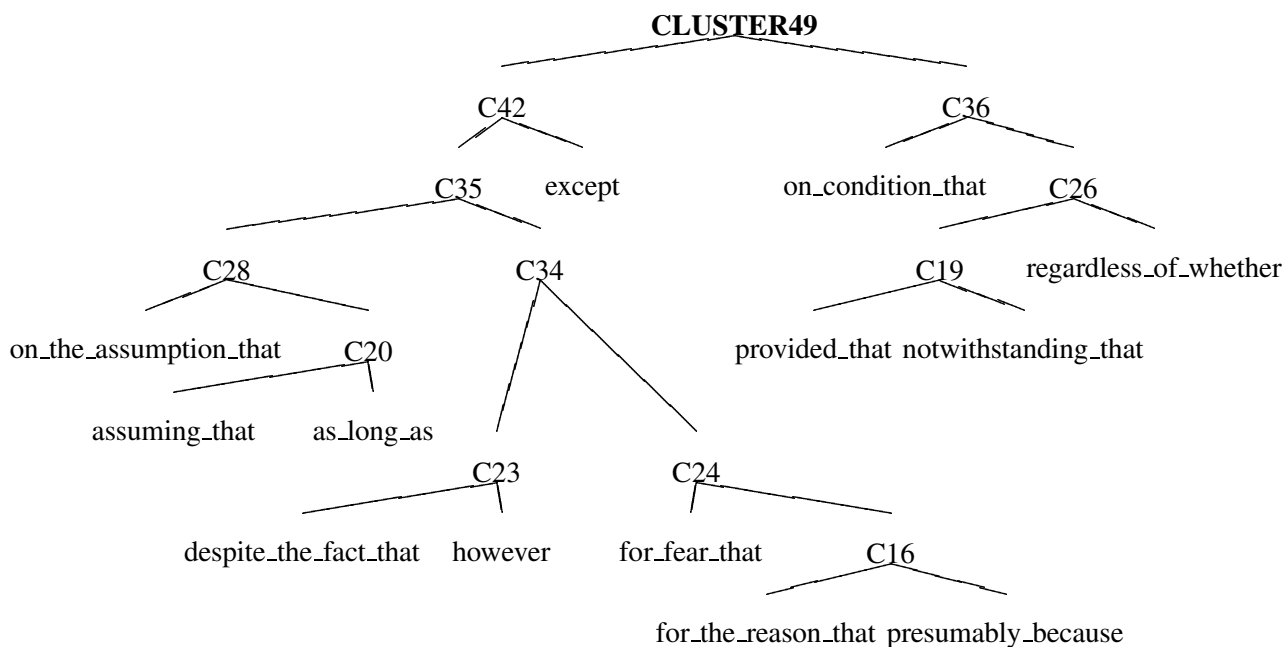 CLUSTER49
C42 C36
C35 except on_condition_that C26
C28 C34 C19 regardless_of_whether
on_the_assumption_that C20 provided_that notwithstanding_that
assuming_that as_long_as
C23 C24
despite_the_fact_that however for_fear_that C16
for_the_reason_that presumably_because